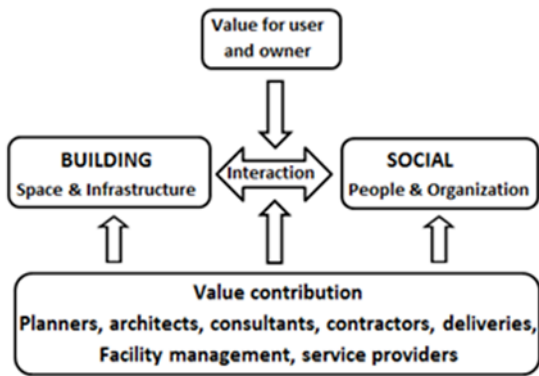 Value for user
and owner
BUILDING
Space & Infrastructure
Interaction
SOCIAL
People & Organization
Value contribution
Planners, architects, consultants, contractors, deliveries,
Facility management, service providers